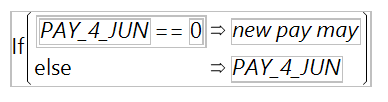 If PAY_4_JUN == 0 ⇒ new pay may
else ⇒ PAY_4_JUN